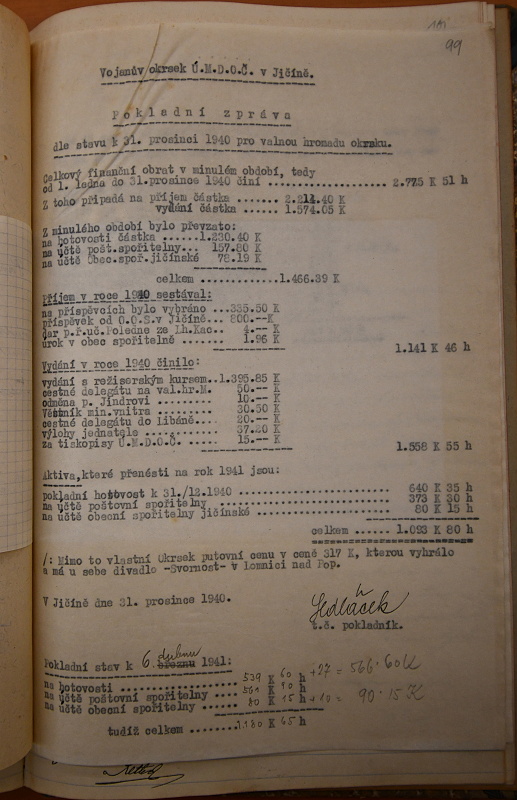 99
Vojanův okrsek Ú.M.D.O.Č. v Jičíně.
Pokladní zpráva
dle stavu k 31. prosinci 1940 pro valnou hromadu okrsku.
Celkový finanční obrat v minulém období, tedy
od 1. ledna do 31.prosince 1940 činí ........................ 2.775 K 51 h
Z toho připadá na příjem částka ....... 2.214.40 K
vydání částka ....... 1.574.05 K
Z minulého období bylo převzato:
na hotovosti částka .....1.230.40 K
na účtě pošt.spořitelny... 157.80 K
na účtě Obec.spoř.jičínské 78.19 K
celkem ...........1.466.39 K
Příjem v roce 1940 sestával:
na příspěvcích bylo vybráno ...335.50 K
příspěvek od O.O.S.v Jičíně... 800.--K
dar p.ř.uč.Poledne ze Lh.Kac.. 4.-- K
úrok v obec spořitelně ....... 1.96 K
1.141 K 46 h
Vydání v roce 1940 činilo:
vydání s režiserským kursem..1.395.85 K
cestné delegátu na val.hr.M. 50.-- K
odměna p. Jindrovi ......... 10.-- K
Věstník min.vnitra ......... 30.50 K
cestné delegátu do Libáně... 20.-- K
výlohy jednatele ........... 37.20 K
za tiskopisy Ú.M.D.O.Č. .... 15.-- K
1.558 K 55 h
Aktiva,které přenésti na rok 1941 jsou:
pokladní hotovost k 31./12.1940 ........................ 640 K 35 h
na účtě poštovní spořitelny ........................ 373 K 30 h
na účtě obecní spořitelny jičínské ..................... 80 K 15 h
celkem .... 1.093 K 80 h
/: Mimo to vlastní Okrsek putovní cenu v ceně 317 K, kterou vyhrálo
a má u sebe divadlo -Svornost- v Lomnici nad Pop.
V Jičíně dne 31. prosince 1940.
Jedláček
t.č. pokladník.
Pokladní stav k 6. dubnu březnu 1941:
na hotovosti .................. 539 K 60 h +27 = 566·60K
na účtě poštovní spořitelny ... 561 K 90 h
na účtě obecní spořitelny ..... 80 K 15 h +10 = 90·15 K
tudíž celkem ........1.180 K 65 h